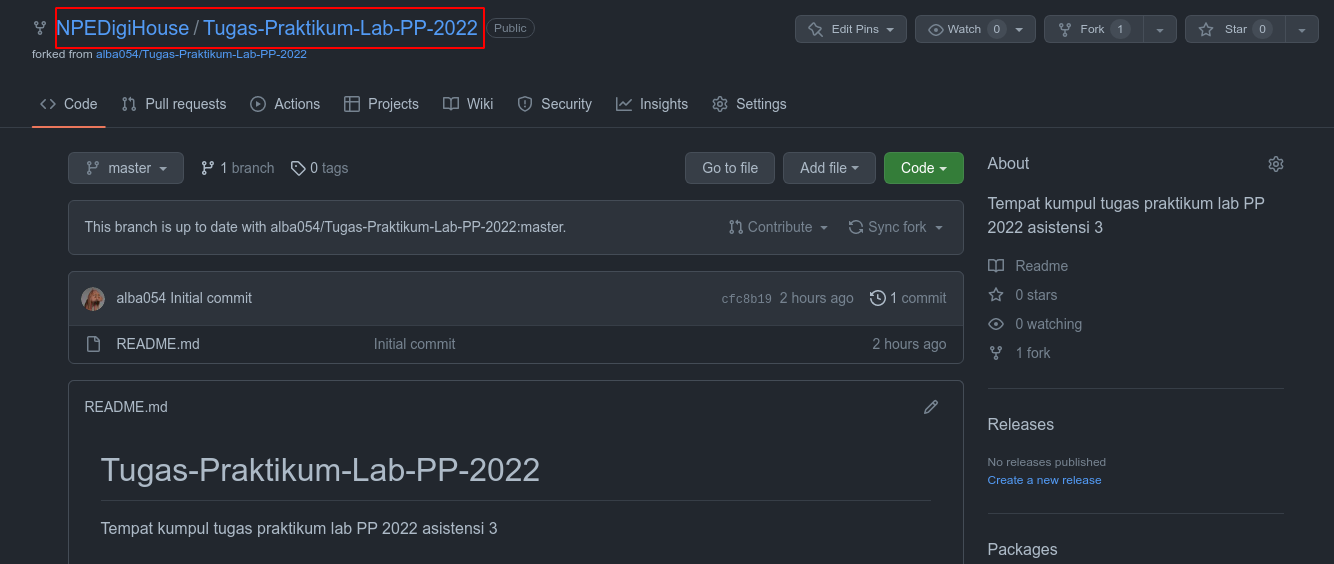 NPEDigiHouse / Tugas-Praktikum-Lab-PP-2022 Public
Edit Pins Watch 0 Fork 1 Star 0
forked from alba054/Tugas-Praktikum-Lab-PP-2022
Code Pull requests Actions Projects Wiki Security Insights Settings
master 1 branch 0 tags Go to file Add file Code
This branch is up to date with alba054/Tugas-Praktikum-Lab-PP-2022:master. Contribute Sync fork
alba054 Initial commit cfc8b19 2 hours ago 1 commit
README.md Initial commit 2 hours ago
README.md
Tugas-Praktikum-Lab-PP-2022
Tempat kumpul tugas praktikum lab PP 2022 asistensi 3
About
Tempat kumpul tugas praktikum lab PP
2022 asistensi 3
Readme
0 stars
0 watching
1 fork
Releases
No releases published
Create a new release
Packages